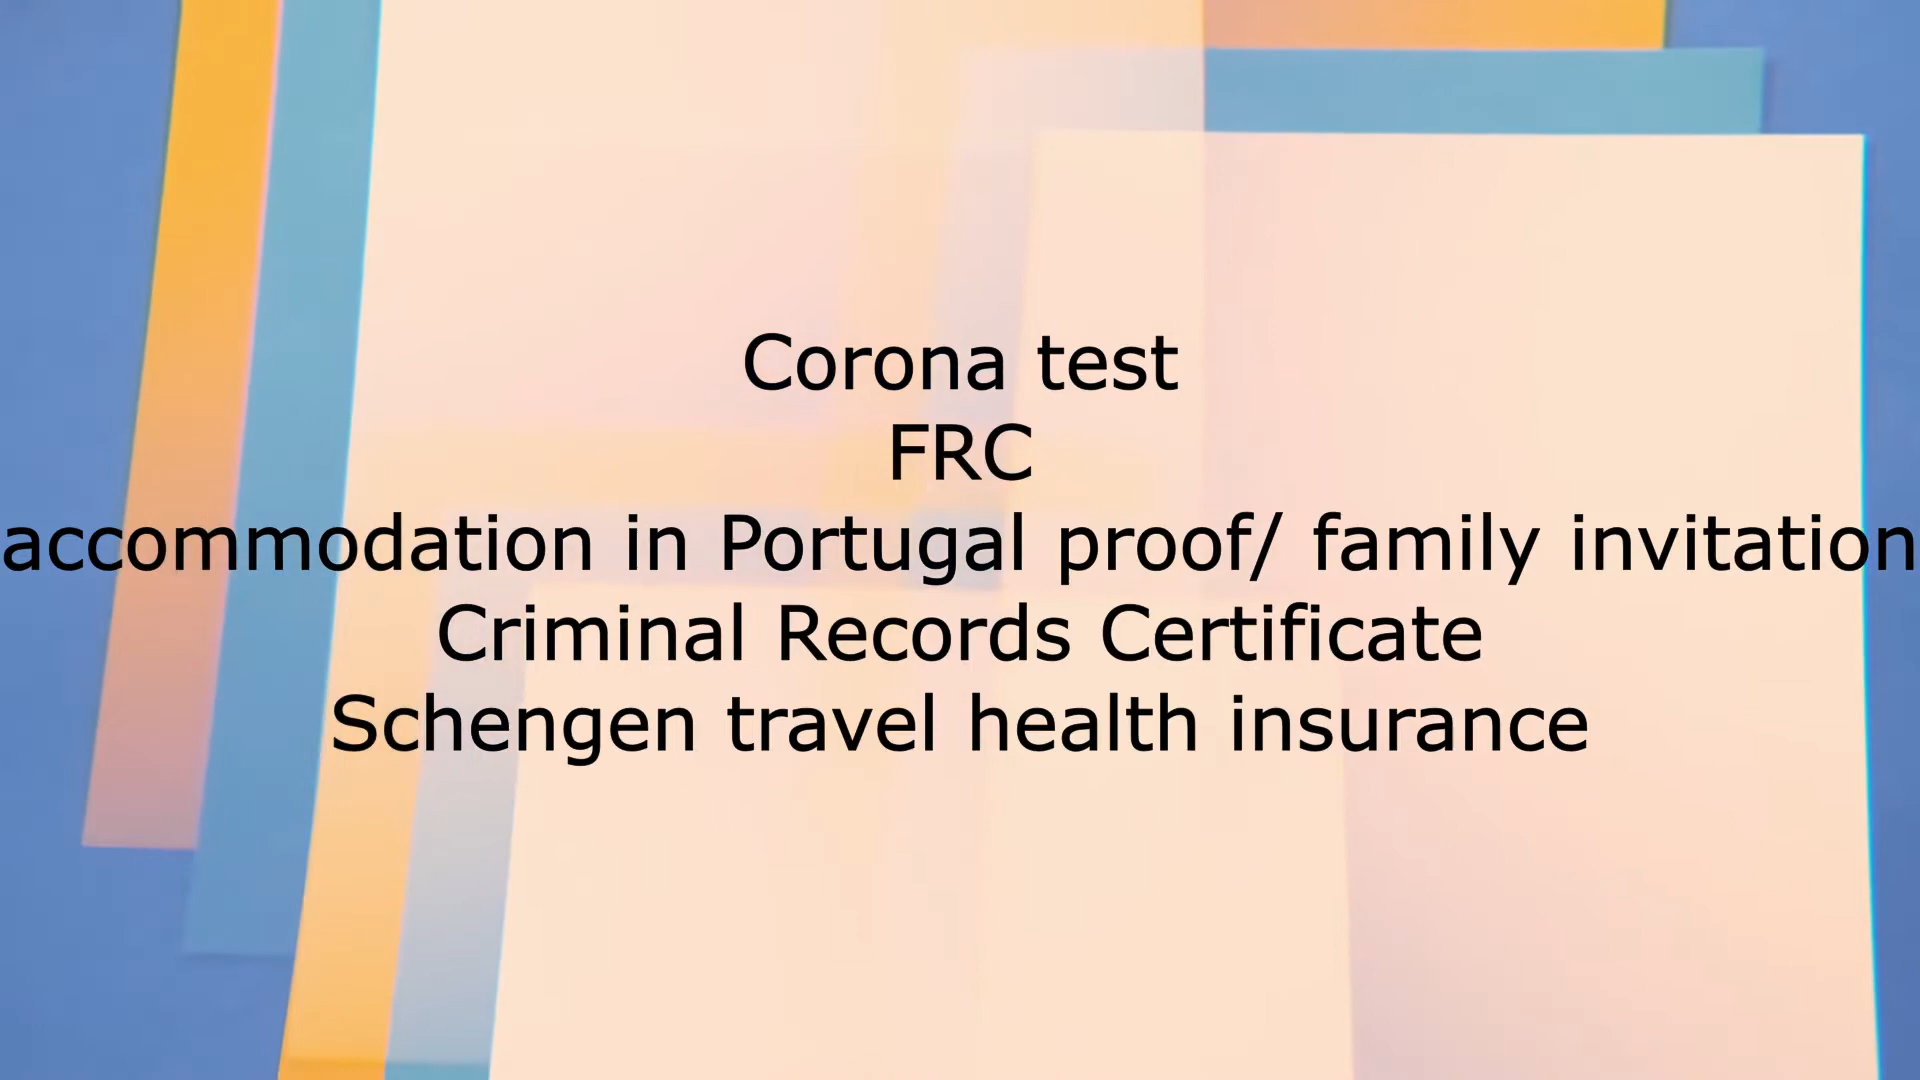 Corona test
FRC
accommodation in Portugal proof/ family invitation
Criminal Records Certificate
Schengen travel health insurance